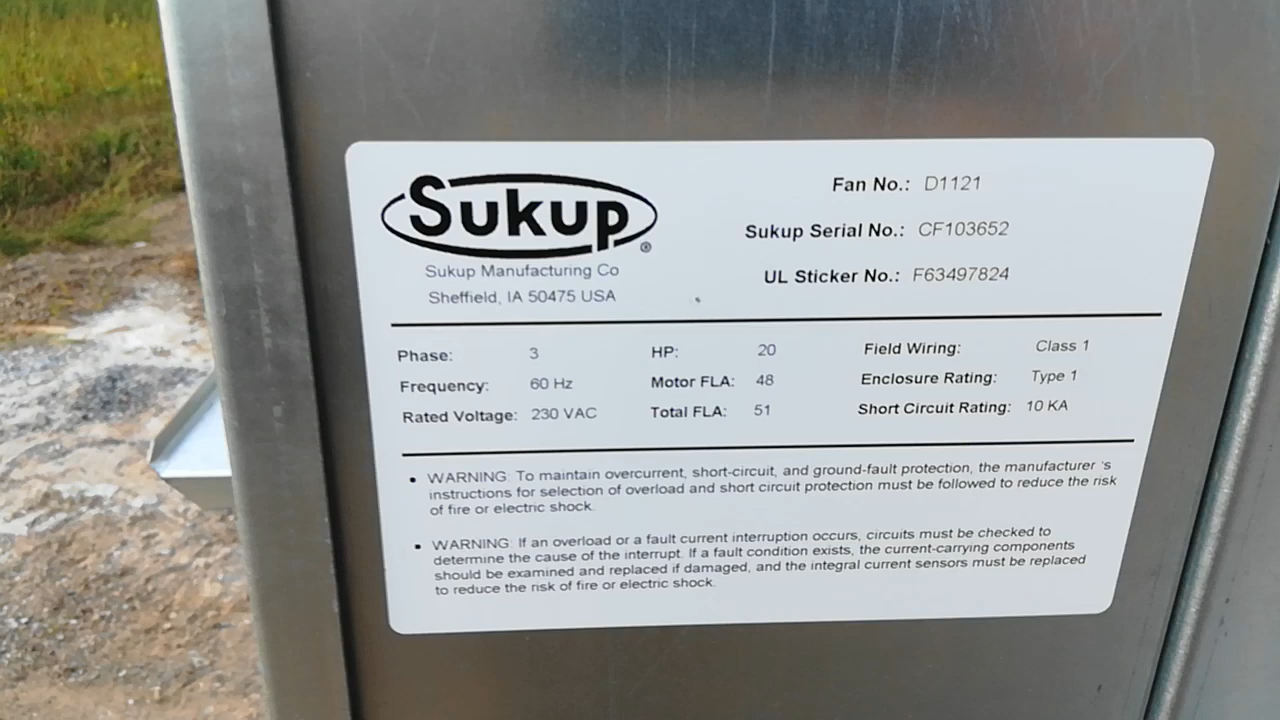 Sukup®
Sukup Manufacturing Co
Sheffield, IA 50475 USA
Fan No.: D1121
Sukup Serial No.: CF103652
UL Sticker No.: F63497824
Phase: 3 HP: 20 Field Wiring: Class 1
Frequency: 60 Hz Motor FLA: 48 Enclosure Rating: Type 1
Rated Voltage: 230 VAC Total FLA: 51 Short Circuit Rating: 10 KA
• WARNING: To maintain overcurrent, short-circuit, and ground-fault protection, the manufacturer 's
instructions for selection of overload and short circuit protection must be followed to reduce the risk
of fire or electric shock.
• WARNING: If an overload or a fault current interruption occurs, circuits must be checked to
determine the cause of the interrupt. If a fault condition exists, the current-carrying components
should be examined and replaced if damaged, and the integral current sensors must be replaced
to reduce the risk of fire or electric shock.